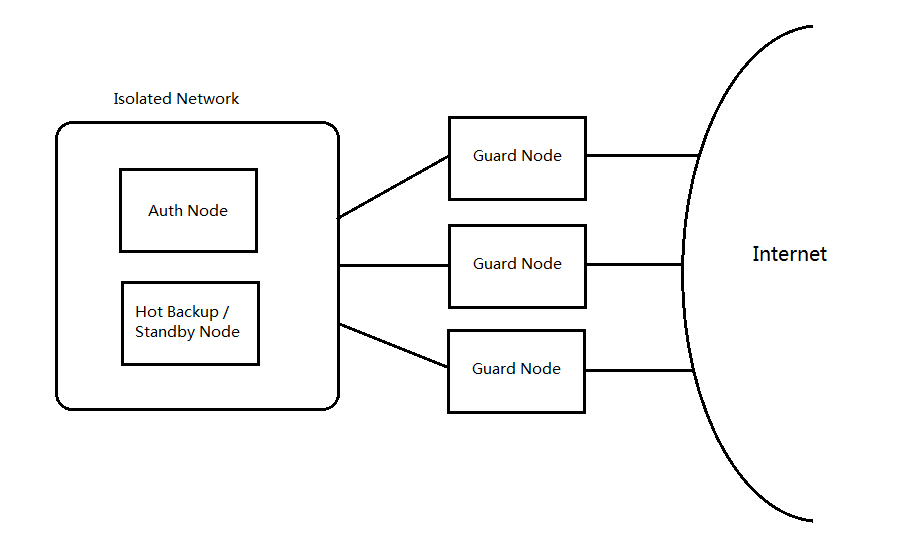 Isolated Network
Auth Node
Hot Backup /
Standby Node
Guard Node
Guard Node
Guard Node
Internet